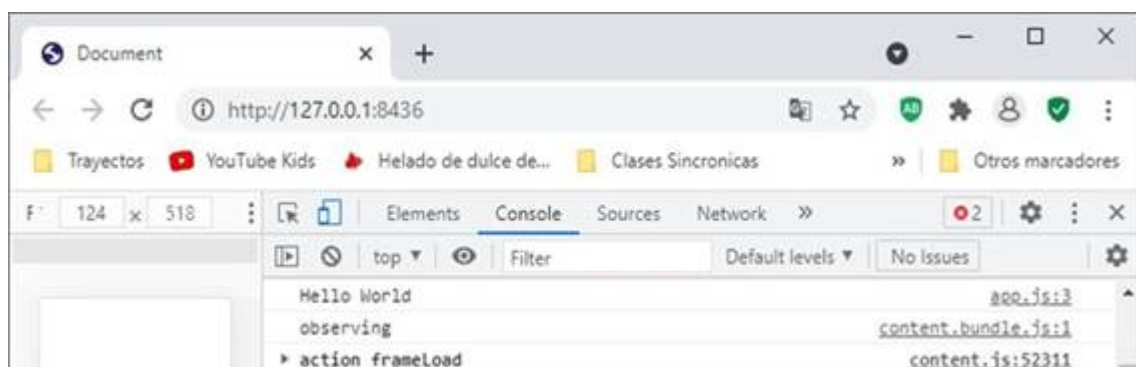 Document
http://127.0.0.1:8436
Trayectos YouTube Kids Helado de dulce de... Clases Sincronicas » Otros marcadores
124 x 518 Elements Console Sources Network » 2
top Filter Default levels No Issues
Hello World app.js:3
observing content.bundle.js:1
action frameLoad content.js:52311